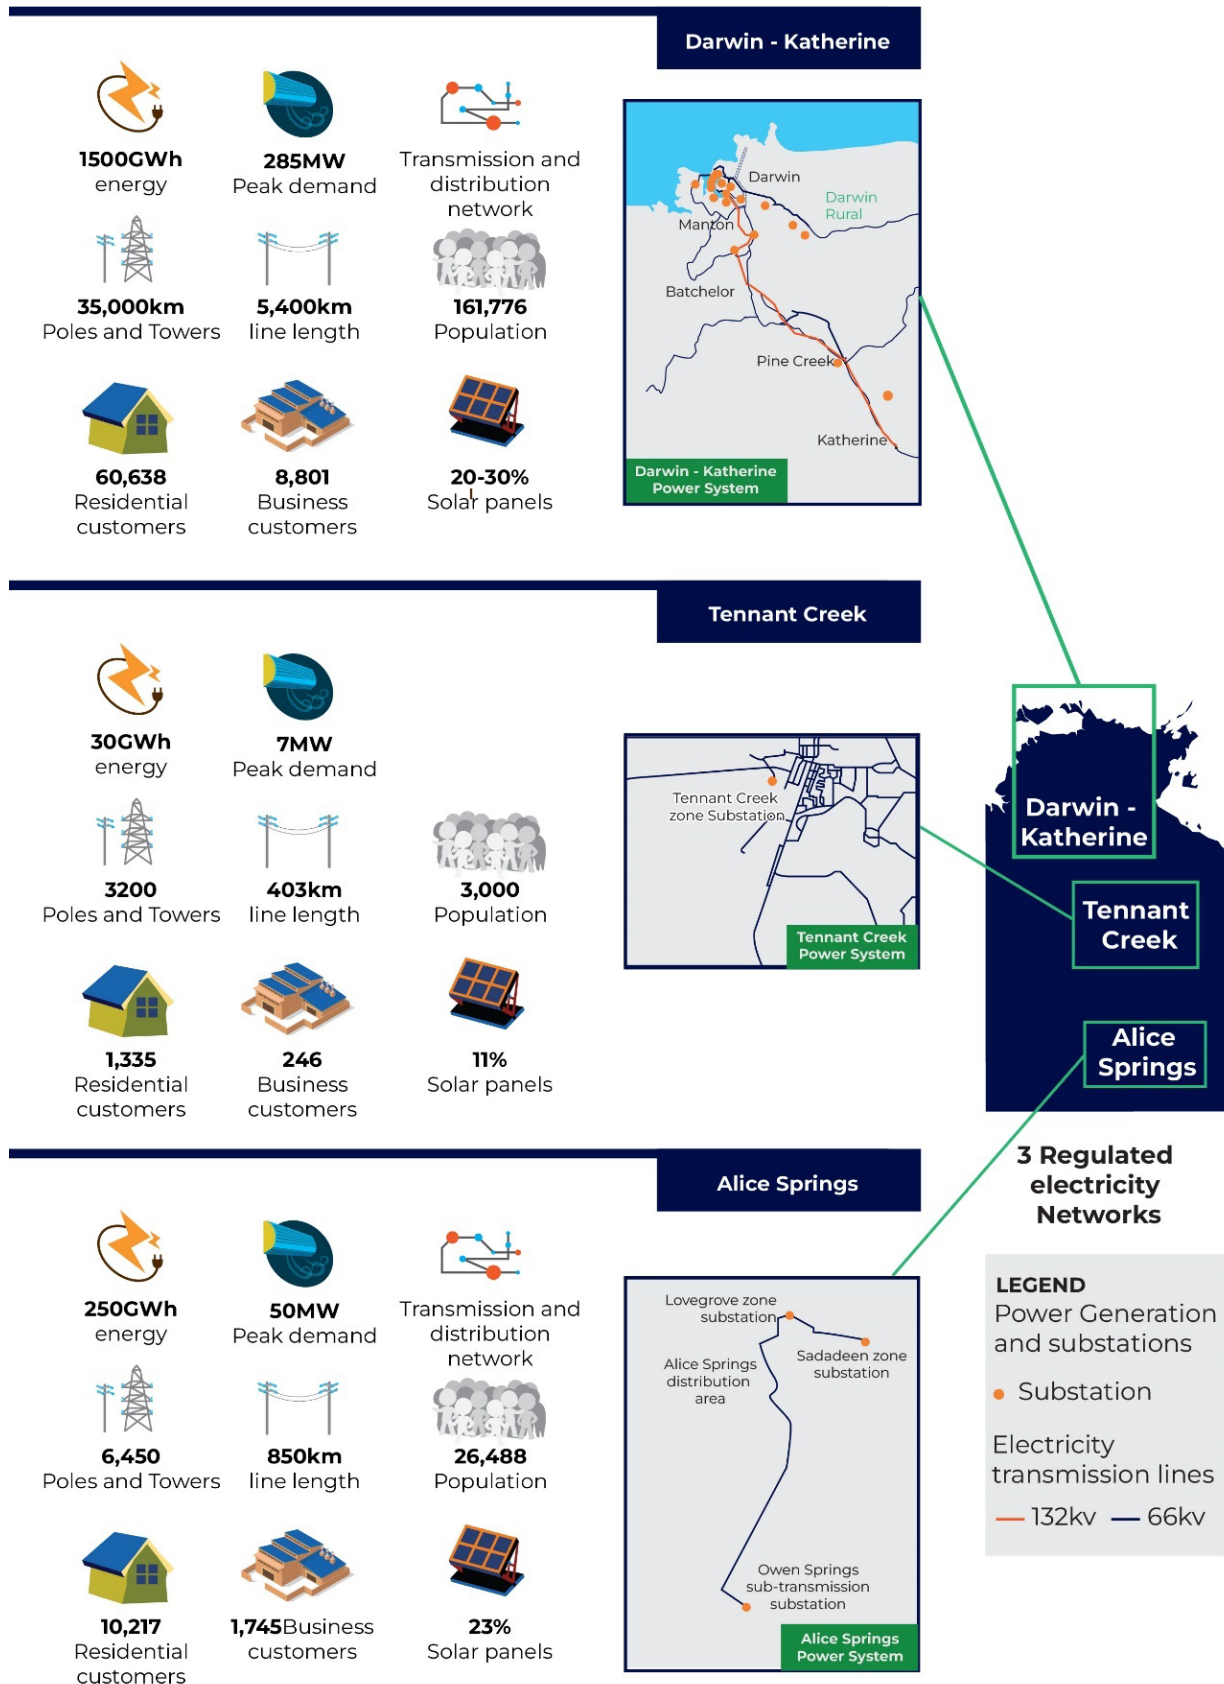 Darwin - Katherine
1500GWh
energy
285MW
Peak demand
Transmission and
distribution
network
35,000km
Poles and Towers
5,400km
line length
161,776
Population
60,638
Residential
customers
8,801
Business
customers
20-30%
Solar panels
Darwin
Darwin
Rural
Manton
Batchelor
Pine Creek
Katherine
Darwin - Katherine
Power System
Tennant Creek
30GWh
energy
7MW
Peak demand
3200
Poles and Towers
403km
line length
3,000
Population
1,335
Residential
customers
246
Business
customers
11%
Solar panels
Tennant Creek
zone Substation
Tennant Creek
Power System
Darwin -
Katherine
Tennant
Creek
Alice
Springs
3 Regulated
electricity
Networks
Alice Springs
250GWh
energy
50MW
Peak demand
Transmission and
distribution
network
6,450
Poles and Towers
850km
line length
26,488
Population
10,217
Residential
customers
1,745Business
customers
23%
Solar panels
Lovegrove zone
substation
Sadadeen zone
substation
Alice Springs
distribution
area
Owen Springs
sub-transmission
substation
Alice Springs
Power System
LEGEND
Power Generation
and substations
Substation
Electricity
transmission lines
132kv
66kv